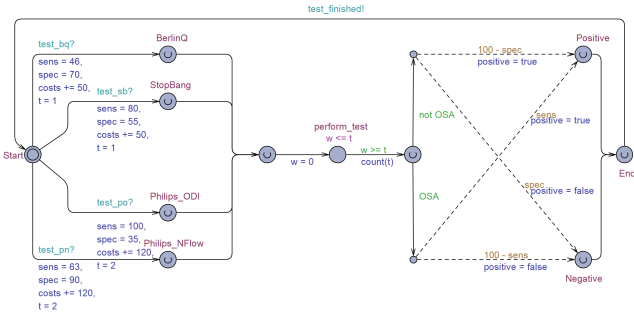 test_finished!
test_bq?
BerlinQ
Positive
sens = 46,
spec = 70,
costs += 50,
t = 1
100 - spec
positive = true
test_sb?
StopBang
sens = 80,
spec = 55,
costs += 50,
t = 1
not OSA
sens
positive = true
perform_test
w <= t
Start
w = 0
w >= t
count(t)
End
spec
positive = false
OSA
test_po?
Philips_ODI
sens = 100,
spec = 35,
costs += 120,
t = 2
test_pn?
Philips_NFlow
sens = 63,
spec = 90,
costs += 120,
t = 2
100 - sens
positive = false
Negative